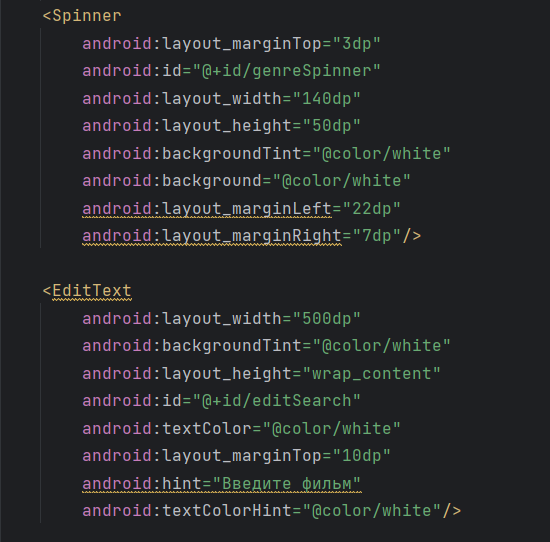 <Spinner
android:layout_marginTop="3dp"
android:id="@+id/genreSpinner"
android:layout_width="140dp"
android:layout_height="50dp"
android:backgroundTint="@color/white"
android:background="@color/white"
android:layout_marginLeft="22dp"
android:layout_marginRight="7dp"/>
<EditText
android:layout_width="500dp"
android:backgroundTint="@color/white"
android:layout_height="wrap_content"
android:id="@+id/editSearch"
android:textColor="@color/white"
android:layout_marginTop="10dp"
android:hint="Введите фильм"
android:textColorHint="@color/white"/>